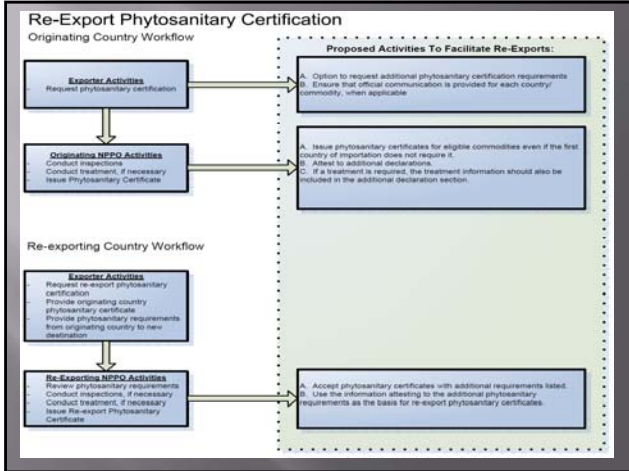 Re-Export Phytosanitary Certification
Originating Country Workflow
Proposed Activities To Facilitate Re-Exports:
Exporter Activities
- Request phytosanitary certification
A. Option to request additional phytosanitary certification requirements
B. Ensure that official communication is provided for each country/
commodity, when applicable
Originating NPPO Activities
- Conduct inspections
- Conduct treatment, if necessary
- Issue Phytosanitary Certificate
A. Issue phytosanitary certificates for eligible commodities even if the first
country of importation does not require it.
B. Attest to additional declarations.
C. If a treatment is required, the treatment information should also be
included in the additional declaration section.
Re-exporting Country Workflow
Exporter Activities
- Request re-export phytosanitary
certification
- Provide originating country
phytosanitary certificate
- Provide phytosanitary requirements
from originating country to new
destination
Re-Exporting NPPO Activities
- Review phytosanitary requirements
- Conduct inspections, if necessary
- Conduct treatment, if necessary
- Issue Re-export Phytosanitary
Certificate
A. Accept phytosanitary certificates with additional requirements listed.
B. Use the information attesting to the additional phytosanitary
requirements as the basis for re-export phytosanitary certificates.